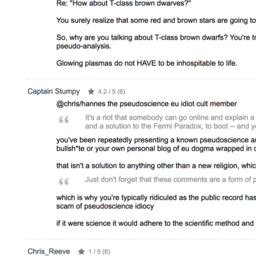 Re: "How about T-class brown dwarves?"
You surely realize that some red and brown stars are going to
So, why are you talking about T-class brown dwarfs? You're t
pseudo-analysis.
Glowing plasmas do not HAVE to be inhospitable to life.
Captain Stumpy
4.2 / 5 (6)
@chris/hannes the pseudoscience eu idiot cult member
It's a riot that somebody can go online and explain a
and a solution to the Fermi Paradox, to boot -- and y
you've been repeatedly presenting a known pseudoscience a
bullsh*te or your own personal blog of eu dogma wrapped in
that isn't a solution to anything other than a new religion, whic
Just don't forget that these comments are a form of p
which is why you're typically ridiculed as the public record has
scam of pseudoscience idiocy
if it were science it would adhere to the scientific method and
Chris_Reeve
1 / 5 (6)